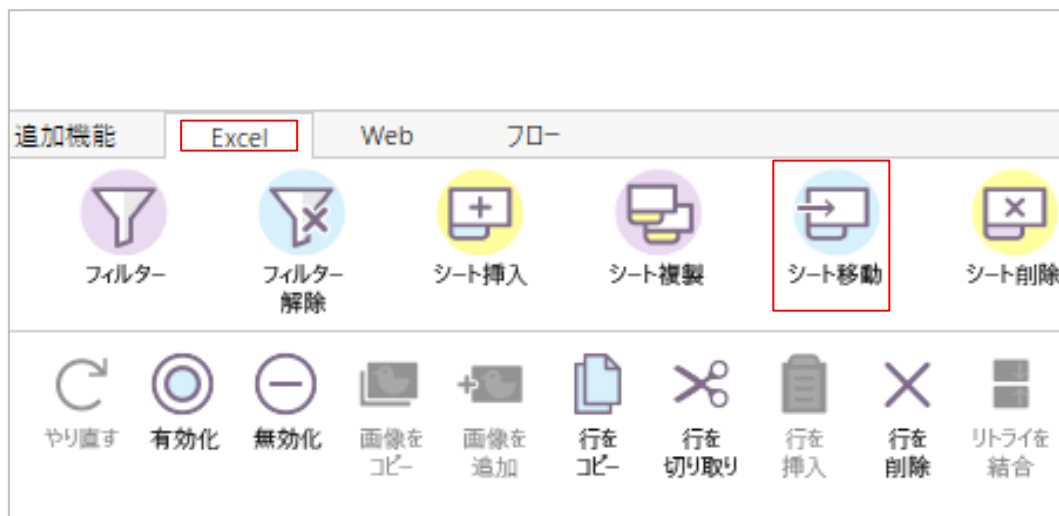 追加機能 Excel Web フロー
フィルター フィルター シート挿入 シート複製 シート移動 シート削除
解除
やり直す 有効化 無効化 画像を 画像を 行を 行を 行を 行を リトライを
コピー 追加 コピー 切り取り 挿入 削除 結合